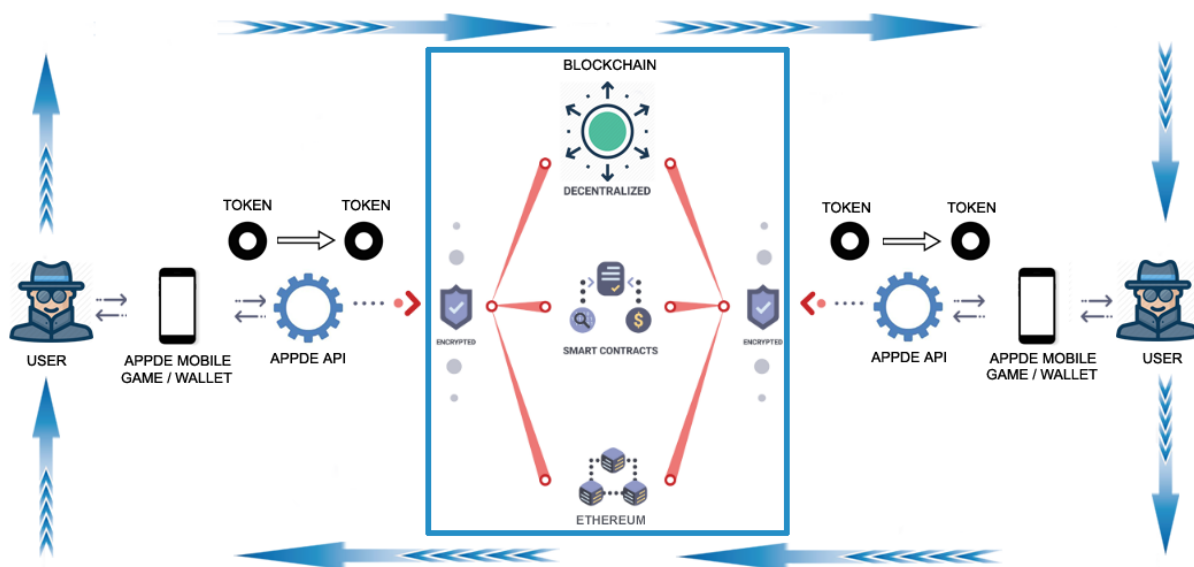 BLOCKCHAIN
DECENTRALIZED
TOKEN
TOKEN
TOKEN
TOKEN
USER
APPDE MOBILE
GAME / WALLET
APPDE API
ENCRYPTED
SMART CONTRACTS
ENCRYPTED
APPDE API
APPDE MOBILE
GAME / WALLET
USER
ETHEREUM